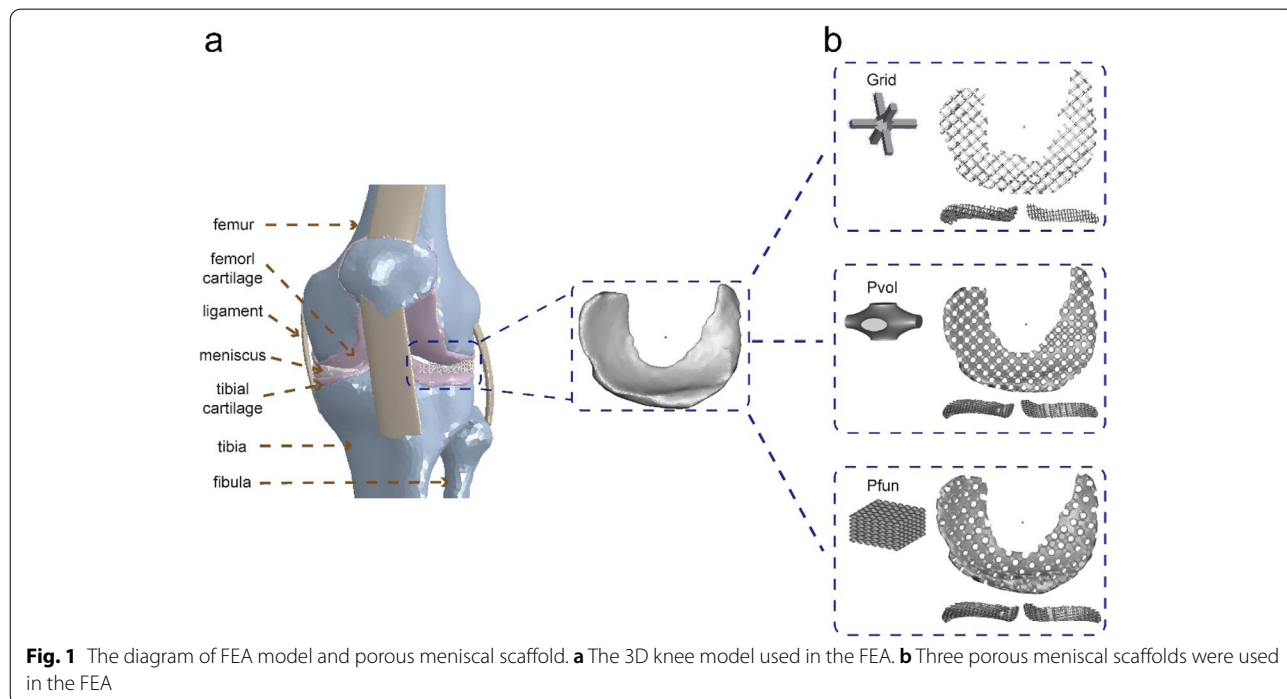 a
b
femur
femorl
cartilage
ligament
meniscus
tibial
cartilage
tibia
fibula
Grid
Pvol
Pfun
Fig. 1 The diagram of FEA model and porous meniscal scaffold. a The 3D knee model used in the FEA. b Three porous meniscal scaffolds were used
in the FEA